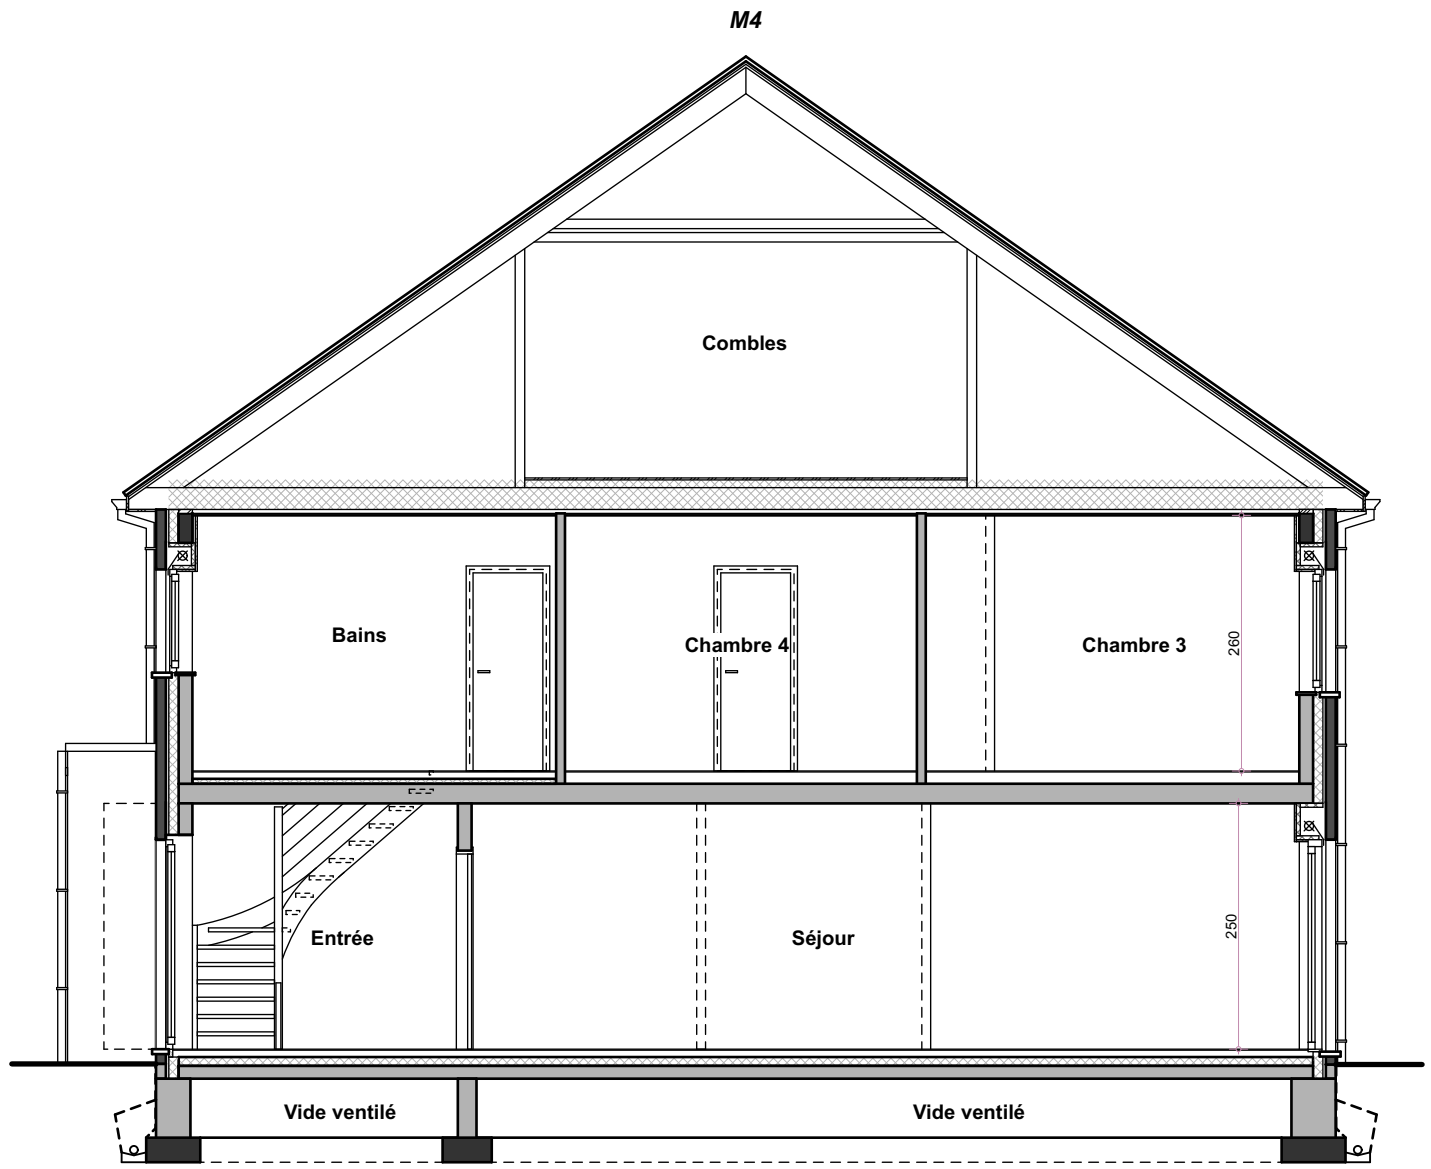 M4
Combles
Bains
Chambre 4
Chambre 3
260
Entrée
Séjour
250
Vide ventilé
Vide ventilé